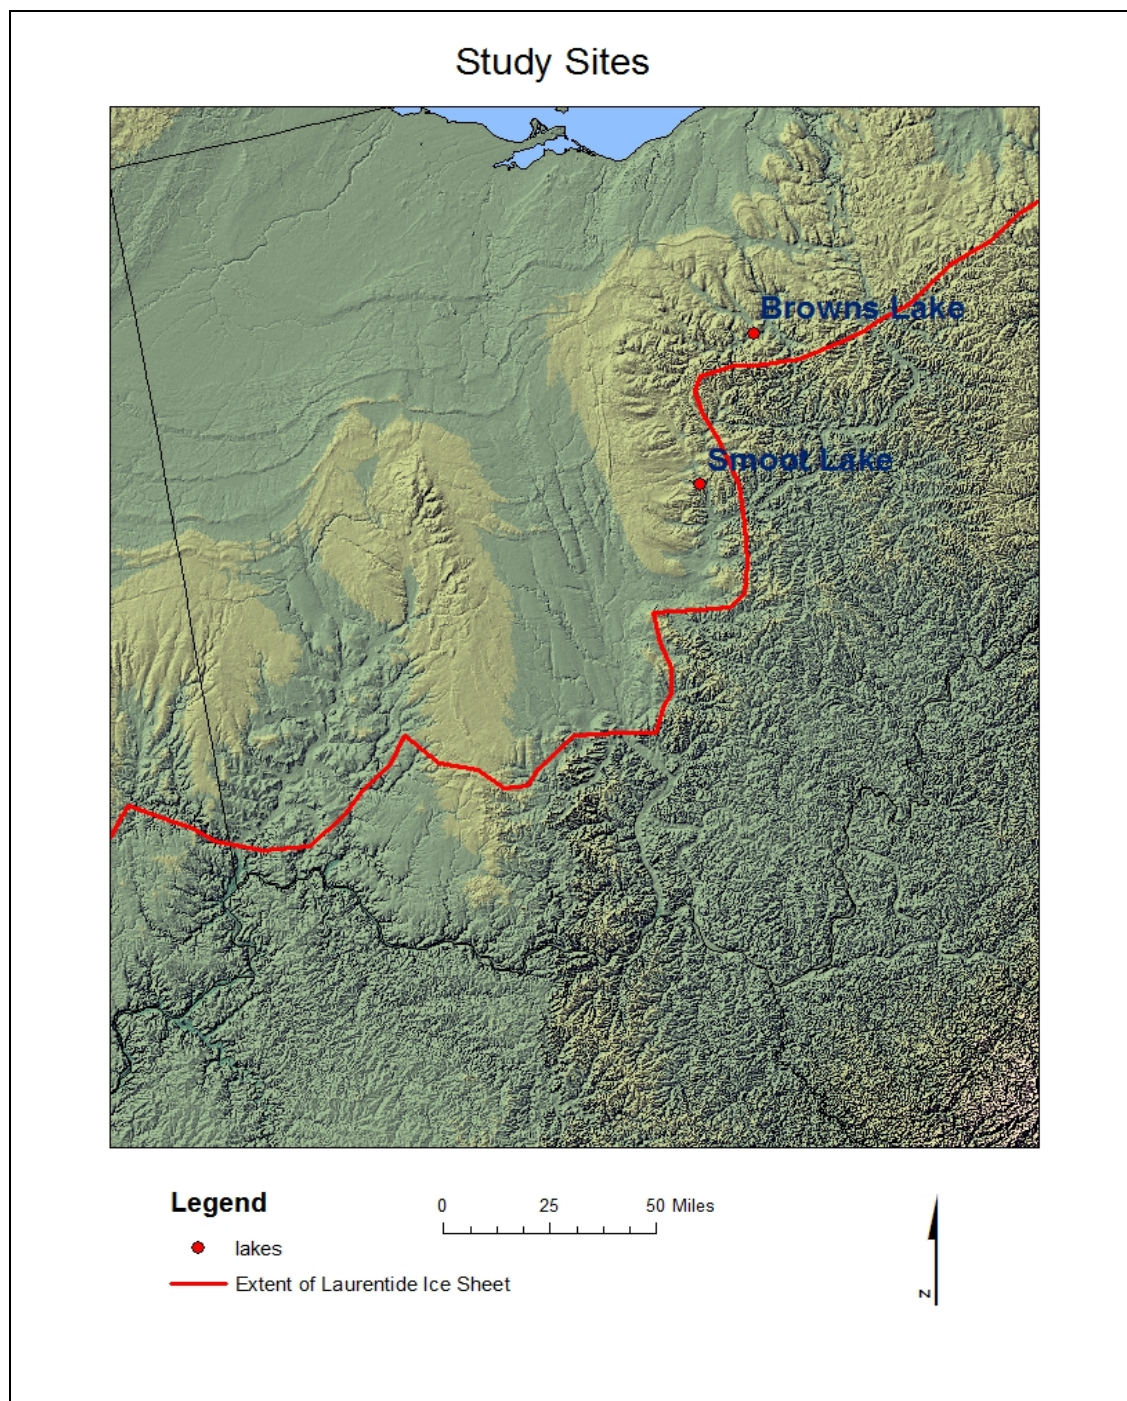 Study Sites
Browns Lake
Smoot Lake
Legend
0 25 50 Miles
lakes
Extent of Laurentide Ice Sheet
N